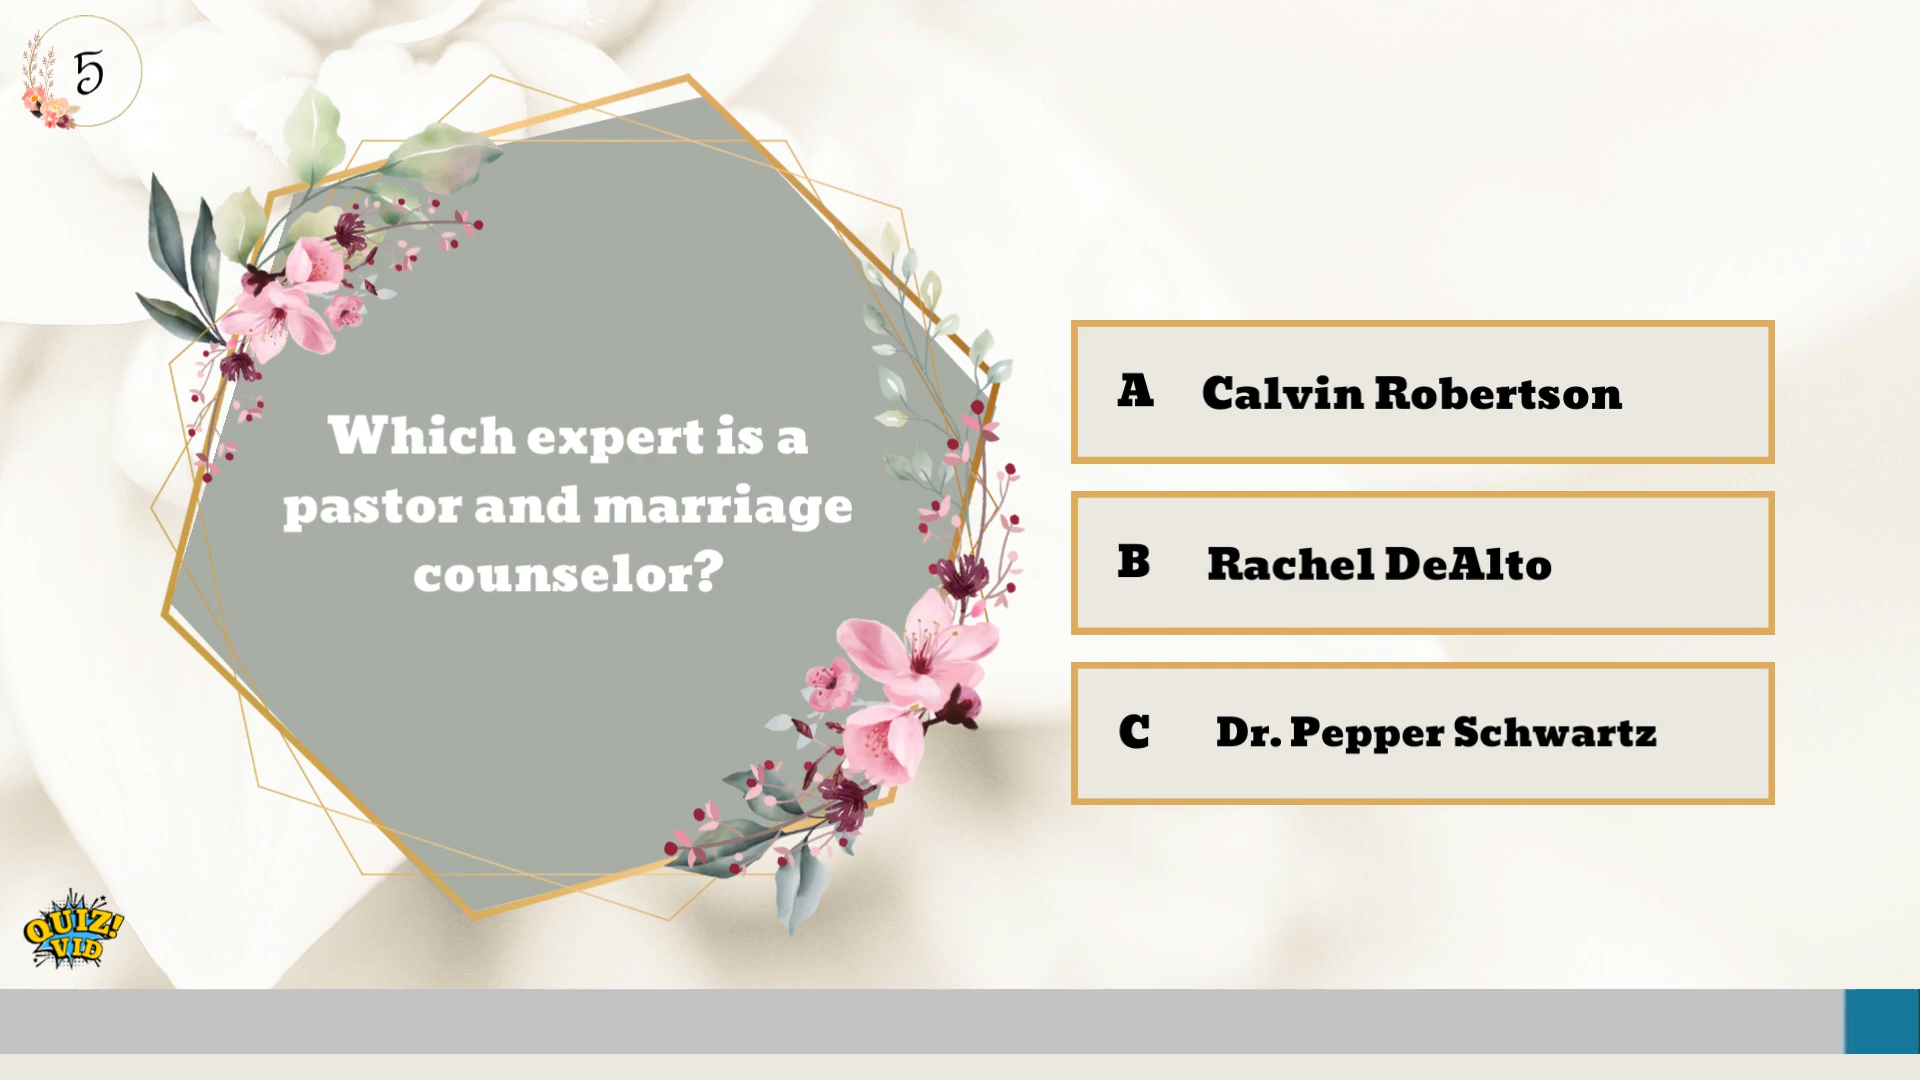 5
Which expert is a
pastor and marriage
counselor?
A Calvin Robertson
B Rachel DeAlto
C Dr. Pepper Schwartz
QUIZ!
VID